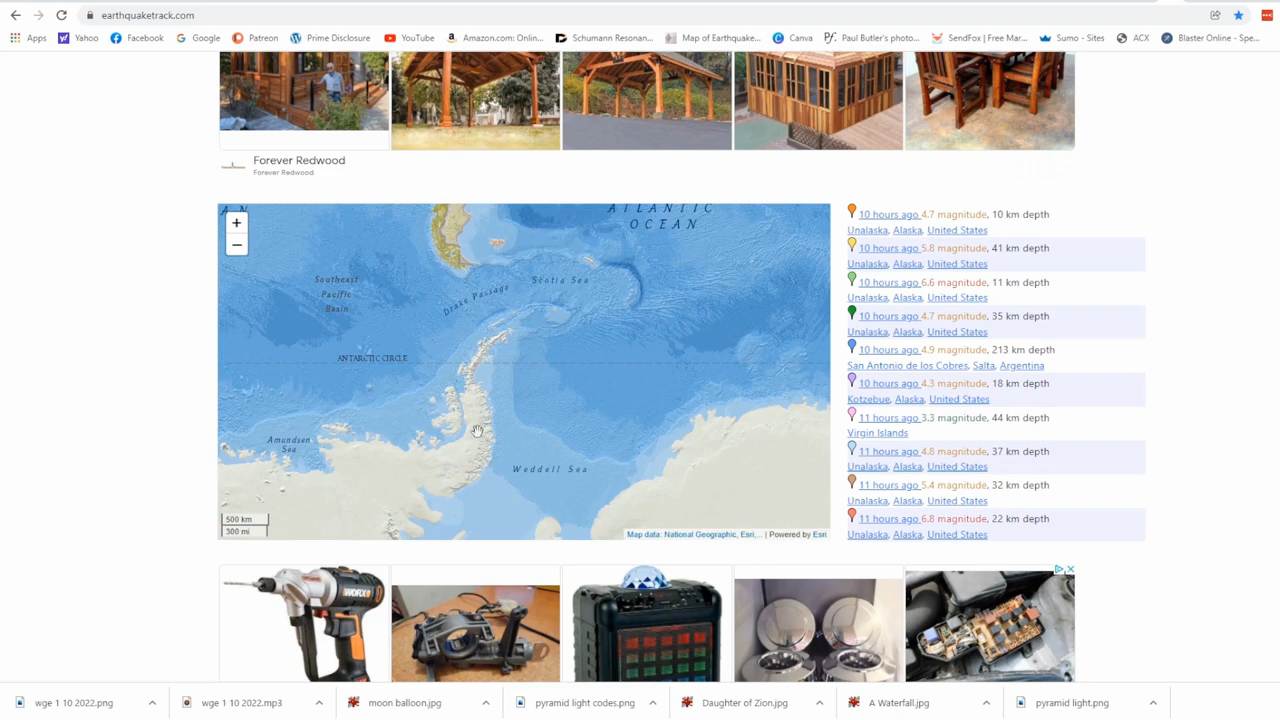 earthquaketrack.com
Apps Yahoo Facebook Google Patreon Prime Disclosure YouTube Amazon.com: Onlin... Schumann Resonan... Map of Earthquake... Canva Paul Butler's photo... SendFox | Free Mar... Sumo - Sites ACX Blaster Online - Spe...
Forever Redwood
Forever Redwood
+
−
A N
ATLANTIC
OCEAN
Southeast
Pacific
Basin
Scotia Sea
Drake Passage
ANTARCTIC CIRCLE
Amundsen
Sea
Weddell Sea
500 km
300 mi
Map data: National Geographic, Esri,... | Powered by Esri
10 hours ago 4.7 magnitude, 10 km depth
Unalaska, Alaska, United States
10 hours ago 5.8 magnitude, 41 km depth
Unalaska, Alaska, United States
10 hours ago 6.6 magnitude, 11 km depth
Unalaska, Alaska, United States
10 hours ago 4.7 magnitude, 35 km depth
Unalaska, Alaska, United States
10 hours ago 4.9 magnitude, 213 km depth
San Antonio de los Cobres, Salta, Argentina
10 hours ago 4.3 magnitude, 18 km depth
Kotzebue, Alaska, United States
11 hours ago 3.3 magnitude, 44 km depth
Virgin Islands
11 hours ago 4.8 magnitude, 37 km depth
Unalaska, Alaska, United States
11 hours ago 5.4 magnitude, 32 km depth
Unalaska, Alaska, United States
11 hours ago 6.8 magnitude, 22 km depth
Unalaska, Alaska, United States
WORX
wge 1 10 2022.png wge 1 10 2022.mp3 moon balloon.jpg pyramid light codes.png Daughter of Zion.jpg A Waterfall.jpg pyramid light.png